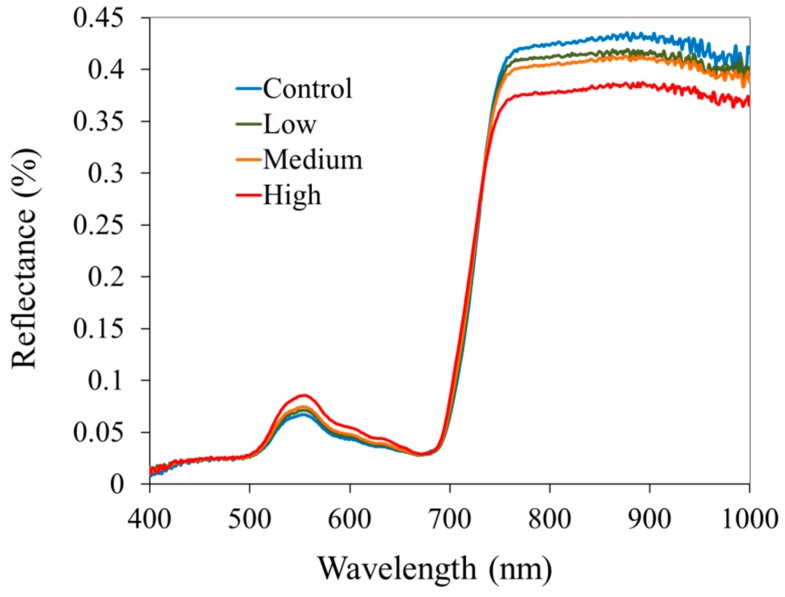 0.45
0.4
0.35
0.3
0.25
0.2
0.15
0.1
0.05
0
Reflectance (%)
Control
Low
Medium
High
400 500 600 700 800 900 1000
Wavelength (nm)